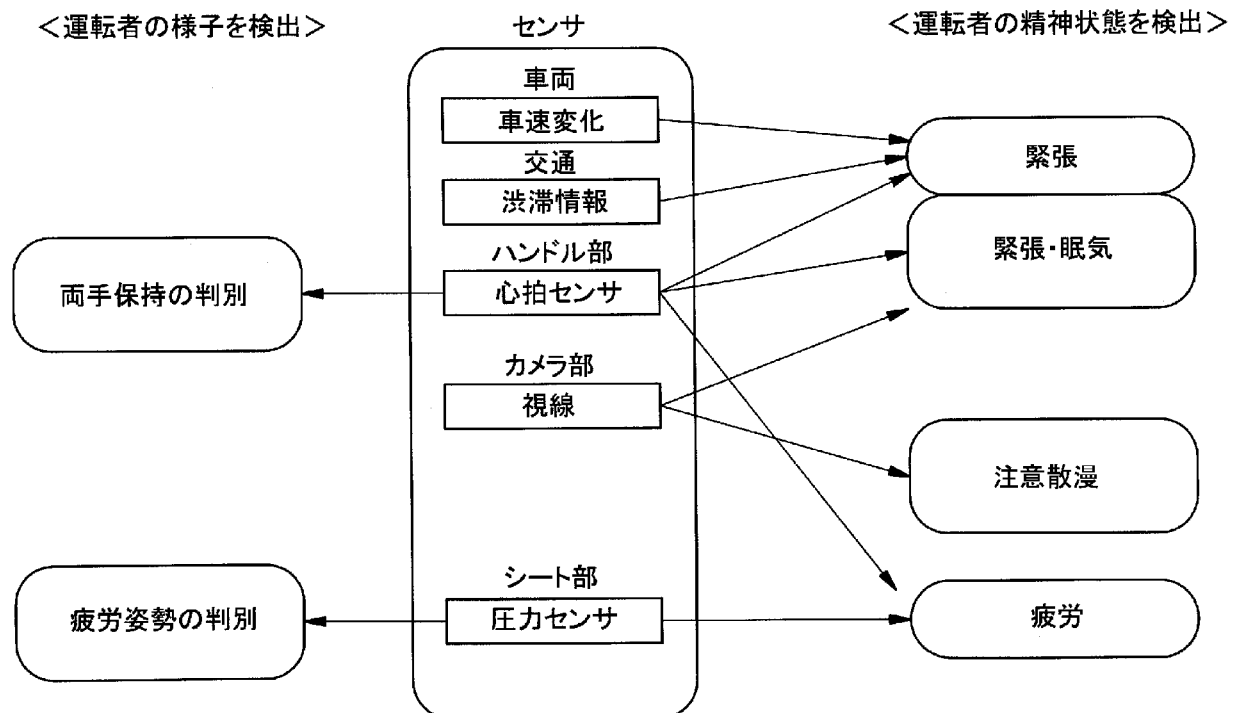 ＜運転者の様子を検出＞
センサ
＜運転者の精神状態を検出＞
車両
車速変化
交通
渋滞情報
ハンドル部
心拍センサ
カメラ部
視線
シート部
圧力センサ
両手保持の判別
疲労姿勢の判別
緊張
緊張・眠気
注意散漫
疲労